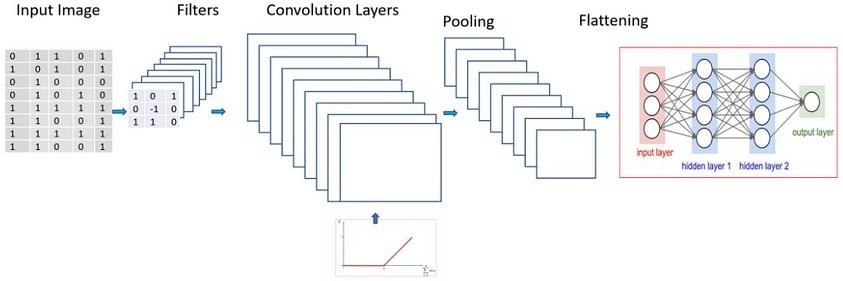 Input Image
Filters
Convolution Layers
Pooling
Flattening
0 1 1 0 1
1 0 1 0 1
1 0 0 0 0
0 1 0 1 0
1 1 1 1 1
1 1 0 0 1
1 1 1 1 1
1 1 0 0 1
1 0 1
0 -1 0
1 1 0
input layer
hidden layer 1
hidden layer 2
output layer